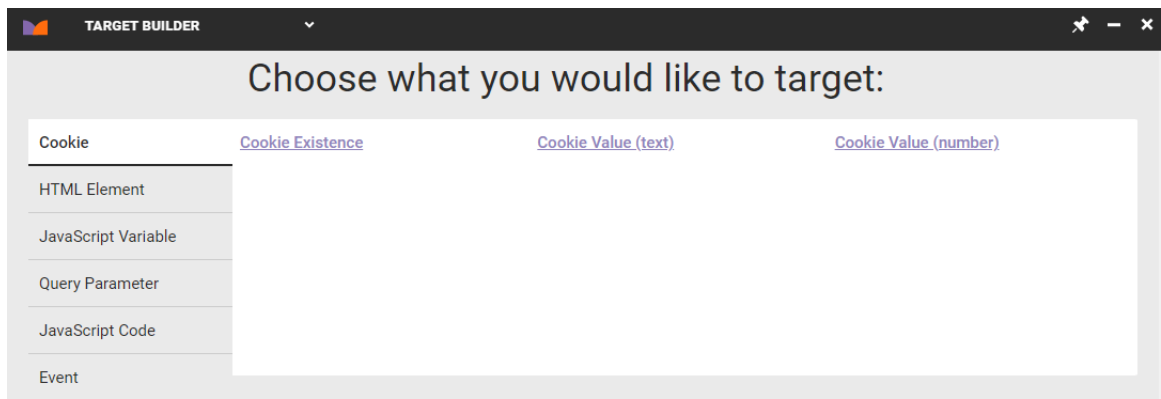 TARGET BUILDER
Choose what you would like to target:
Cookie
Cookie Existence
Cookie Value (text)
Cookie Value (number)
HTML Element
JavaScript Variable
Query Parameter
JavaScript Code
Event